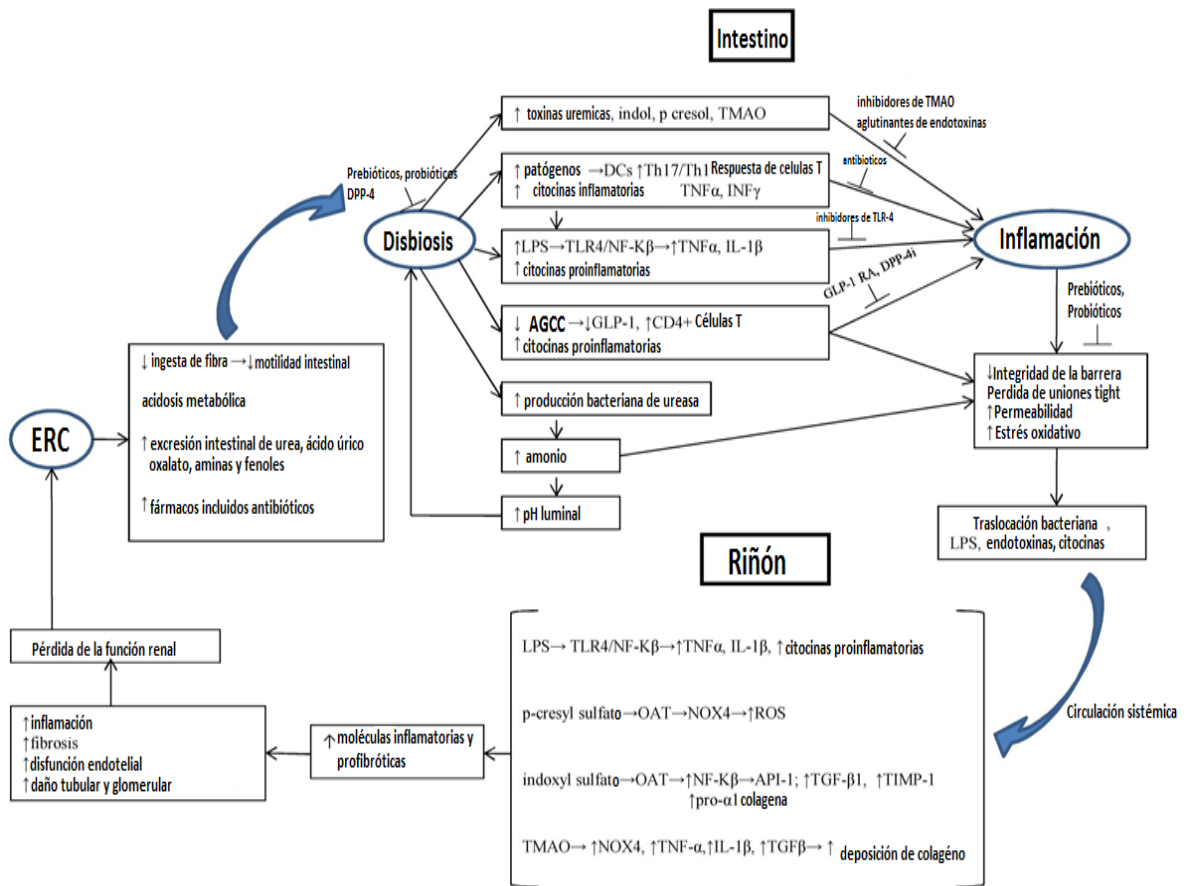 Intestino
↑ toxinas uremicas, indol, p cresol, TMAO
inhibidores de TMAO
aglutinantes de endotoxinas
Prebióticos, probióticos
DPP-4
↑ patógenos →DCs ↑Th17/Th1 Respuesta de celulas T
↑ citocinas inflamatorias TNFα, INFγ
antibioticos
Disbiosis
↑LPS→TLR4/NF-Kβ→↑TNFα, IL-1β
↑ citocinas proinflamatorias
inhibidores de TLR-4
Inflamación
GLP-1 RA, DPP-4i
↓ AGCC →↓GLP-1, ↑CD4+ Células T
↑ citocinas proinflamatorias
Prebióticos,
Probióticos
↓ ingesta de fibra →↓motilidad intestinal
acidosis metabólica
↑ excresión intestinal de urea, ácido úrico
oxalato, aminas y fenoles
↑ fármacos incluidos antibióticos
ERC
↑ producción bacteriana de ureasa
↑ amonio
↑ pH luminal
↓Integridad de la barrera
Perdida de uniones tight
↑Permeabilidad
↑Estrés oxidativo
Traslocación bacteriana ,
LPS, endotoxinas, citocinas
Riñón
LPS→ TLR4/NF-Kβ→↑TNFα, IL-1β, ↑citocinas proinflamatorias
p-cresyl sulfato→OAT→NOX4→↑ROS
indoxyl sulfato→OAT→↑NF-Kβ→API-1; ↑TGF-β1, ↑TIMP-1
↑pro-α1 colagena
TMAO→ ↑NOX4, ↑TNF-α,↑IL-1β, ↑TGFβ→ ↑ deposición de colagéno
Circulación sistémica
↑ moléculas inflamatorias y
profibróticas
↑inflamación
↑fibrosis
↑disfunción endotelial
↑daño tubular y glomerular
Pérdida de la función renal